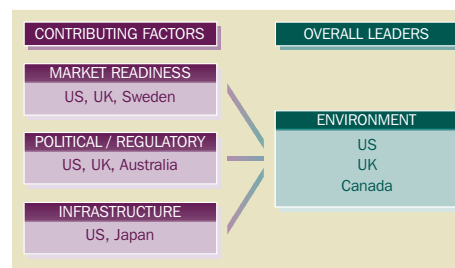 CONTRIBUTING FACTORS
OVERALL LEADERS
MARKET READINESS
US, UK, Sweden
POLITICAL / REGULATORY
US, UK, Australia
INFRASTRUCTURE
US, Japan
ENVIRONMENT
US
UK
Canada